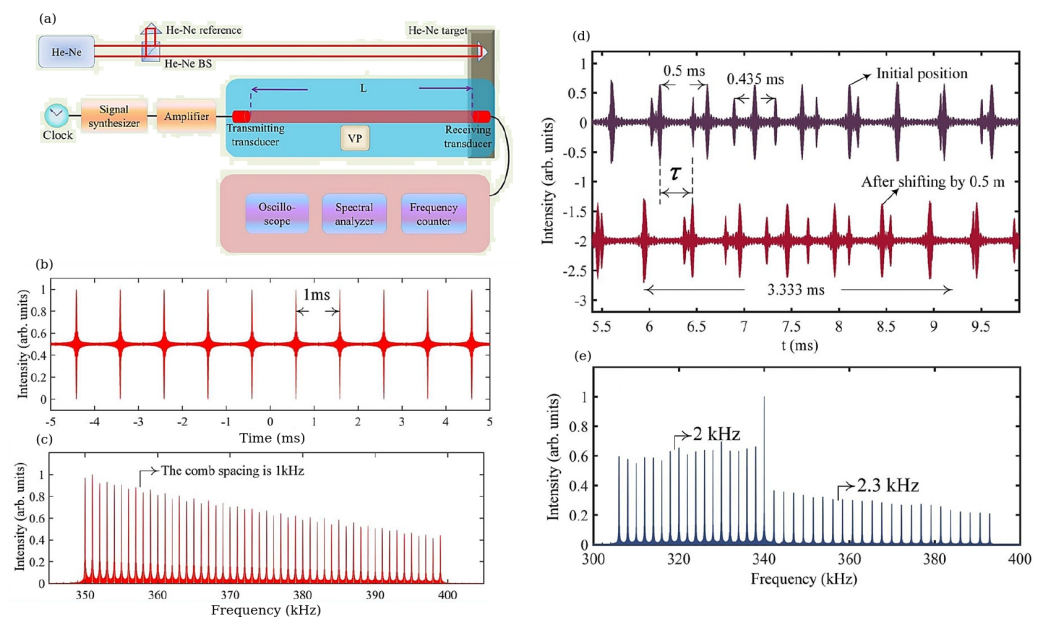 (a)
He-Ne reference
He-Ne target
He-Ne
He-Ne BS
L
Clock
Signal
synthesizer
Amplifier
Transmitting
transducer
VP
Receiving
transducer
Oscillo-
scope
Spectral
analyzer
Frequency
counter
(b)
Intensity (arb. units)
1
0.8
0.6
0.4
0.2
0
1ms
-5 -4 -3 -2 -1 0 1 2 3 4 5
Time (ms)
(c)
Intensity (arb. units)
1
0.8
0.6
0.4
0.2
0
The comb spacing is 1kHz
350 360 370 380 390 400
Frequency (kHz)
(d)
Intensity (arb. units)
1
0.5
0
-0.5
-1
-1.5
-2
-2.5
-3
0.5 ms
0.435 ms
Initial position
τ
After shifting by 0.5 m
3.333 ms
5.5 6 6.5 7 7.5 8 8.5 9 9.5
t (ms)
(e)
Intensity (arb. units)
1
0.8
0.6
0.4
0.2
0
2 kHz
2.3 kHz
300 320 340 360 380 400
Frequency (kHz)